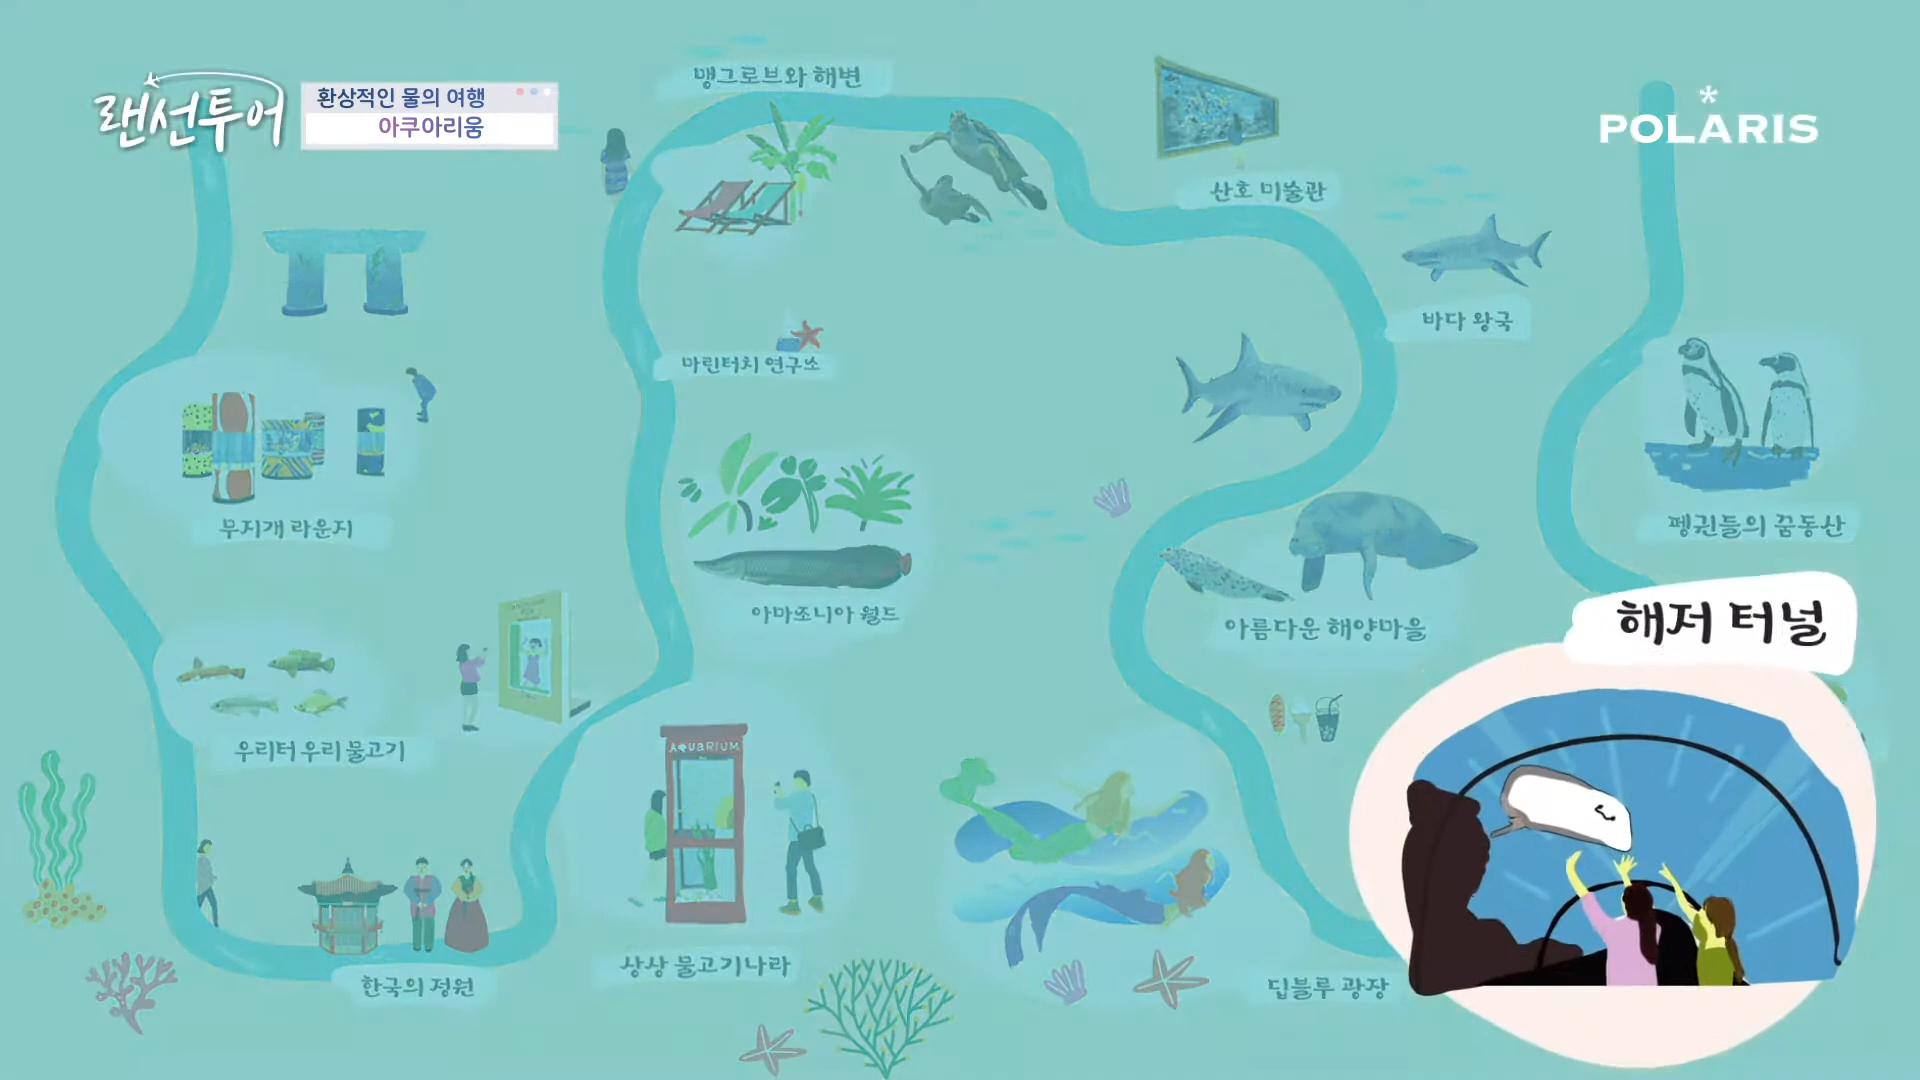 랜선투어
환상적인 물의 여행
아쿠아리움
POLARIS
맹그로브와 해변
산호 미술관
바다 왕국
마린터치 연구소
무지개 라운지
펭귄들의 꿈동산
아마조니아 월드
아름다운 해양마을
해저 터널
우리터 우리 물고기
AQUARIUM
상상 물고기나라
한국의 정원
딥블루 광장